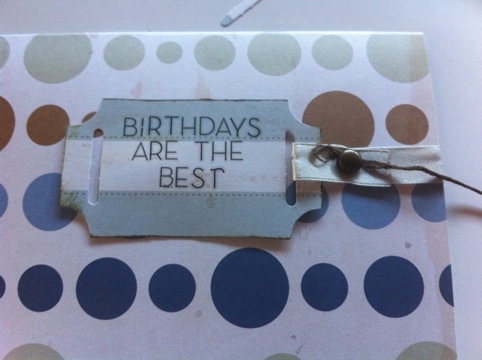 BIRTHDAYS
ARE THE
BEST